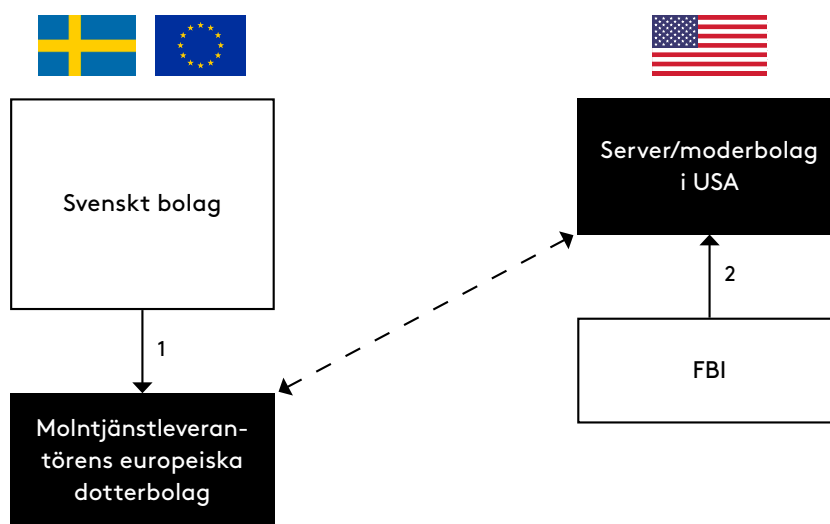 Svenskt bolag
1
Molntjänstleveran-
törens europeiska
dotterbolag
Server/moderbolag
i USA
2
FBI